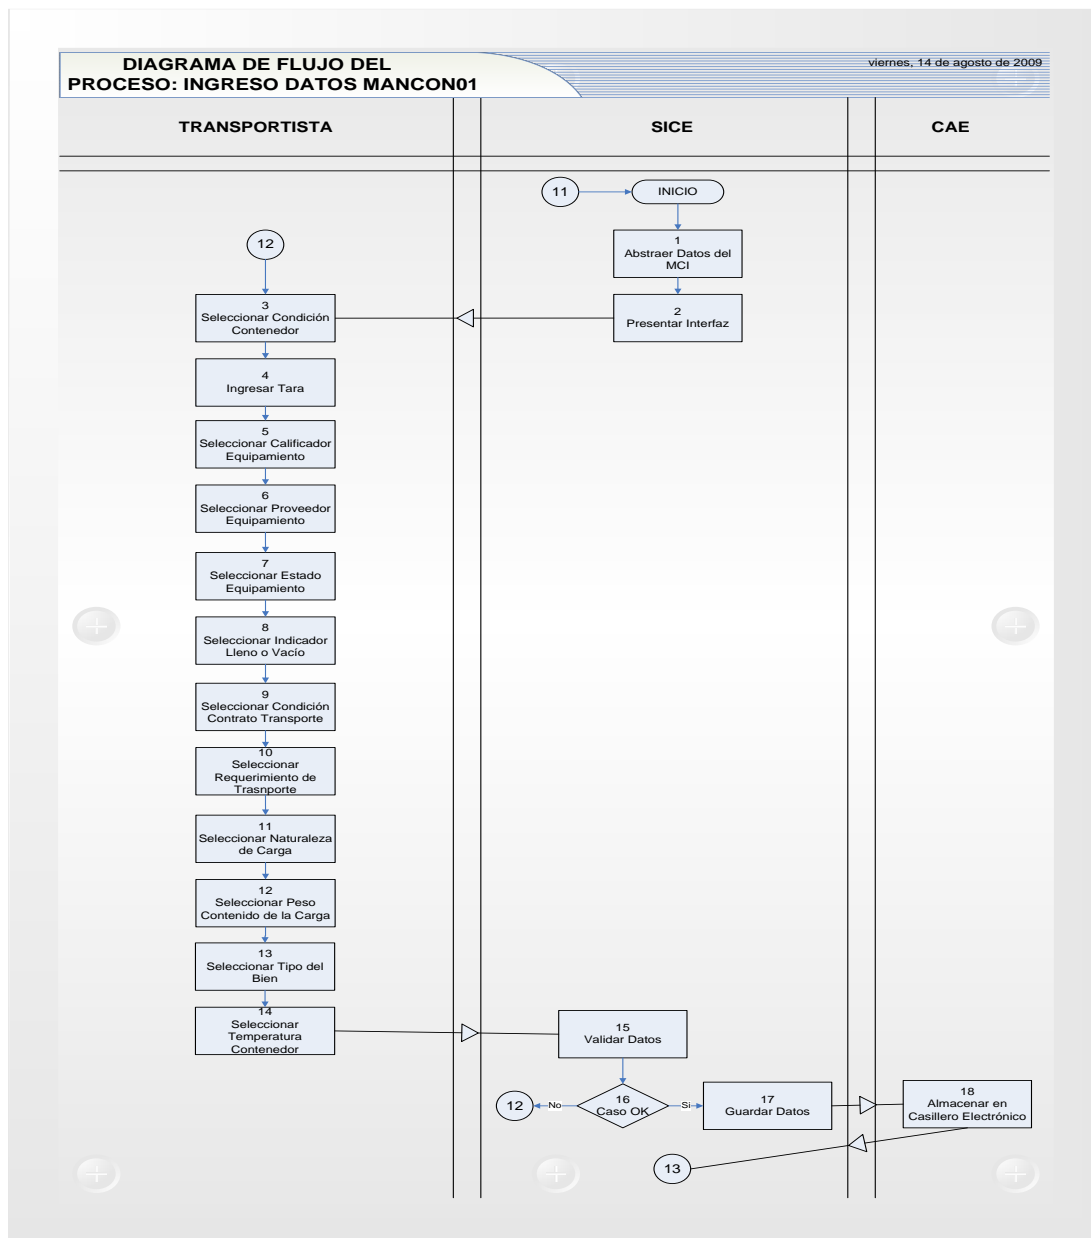 DIAGRAMA DE FLUJO DEL
PROCESO: INGRESO DATOS MANCON01
viernes, 14 de agosto de 2009
TRANSPORTISTA
SICE
CAE
11
INICIO
1
Abstraer Datos del
MCI
12
2
Presentar Interfaz
3
Seleccionar Condición
Contenedor
4
Ingresar Tara
5
Seleccionar Calificador
Equipamiento
6
Seleccionar Proveedor
Equipamiento
7
Seleccionar Estado
Equipamiento
8
Seleccionar Indicador
Lleno o Vacío
9
Seleccionar Condición
Contrato Transporte
10
Seleccionar
Requerimiento de
Trasnporte
11
Seleccionar Naturaleza
de Carga
12
Seleccionar Peso
Contenido de la Carga
13
Seleccionar Tipo del
Bien
14
Seleccionar
Temperatura
Contenedor
15
Validar Datos
12
No
16
Caso OK
Si
17
Guardar Datos
18
Almacenar en
Casillero Electrónico
13